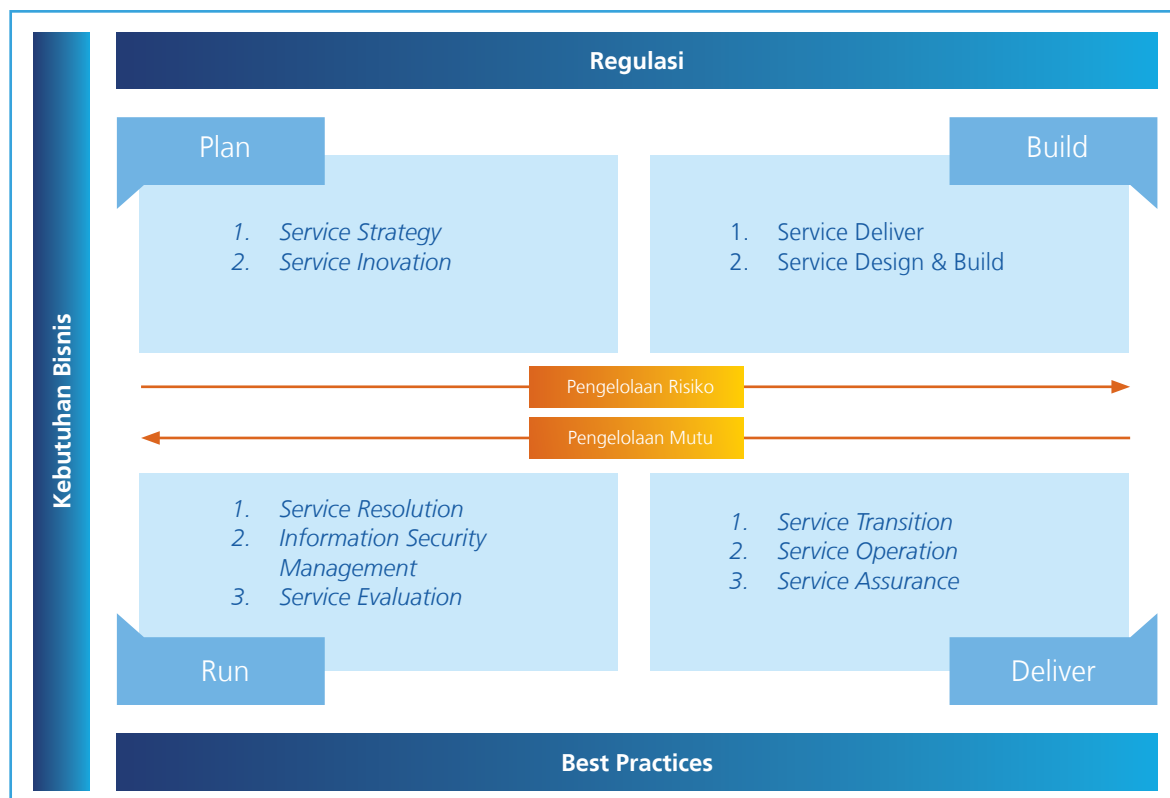 Regulasi
Kebutuhan Bisnis
Plan
1. Service Strategy
2. Service Inovation
Build
1. Service Deliver
2. Service Design & Build
Pengelolaan Risiko
Pengelolaan Mutu
1. Service Resolution
2. Information Security
Management
3. Service Evaluation
Run
1. Service Transition
2. Service Operation
3. Service Assurance
Deliver
Best Practices